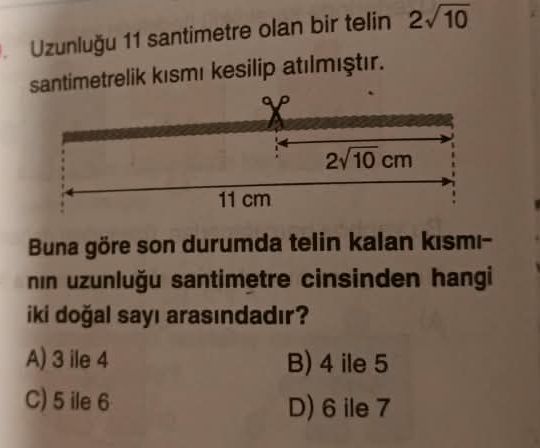 Uzunluğu 11 santimetre olan bir telin 2√10
santimetrelik kısmı kesilip atılmıştır.
2√10 cm
11 cm
Buna göre son durumda telin kalan kısmı-
nın uzunluğu santimetre cinsinden hangi
iki doğal sayı arasındadır?
A) 3 ile 4
B) 4 ile 5
C) 5 ile 6
D) 6 ile 7